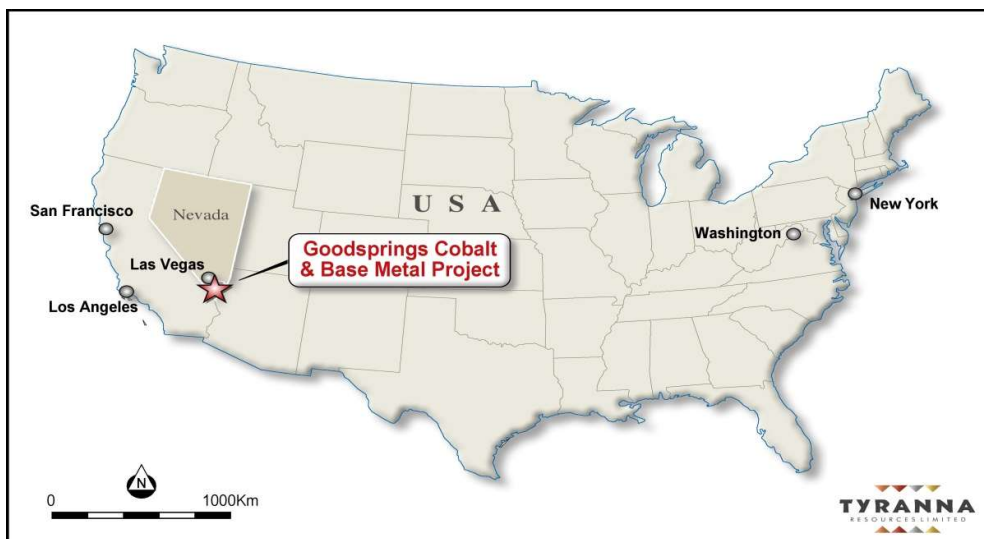 San Francisco
Nevada
USA
New York
Washington
Goodsprings Cobalt
& Base Metal Project
Las Vegas
Los Angeles
N
0 1000Km
TYRANNA
RESOURCES LIMITED